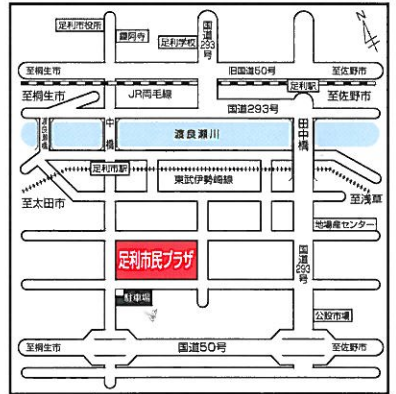 足利市役所
鑁阿寺
足利学校
国道293号
N
至桐生市
旧国道50号
至佐野市
足利駅
至桐生市
JR両毛線
至佐野市
国道293号
渡良瀬橋
中橋
渡良瀬川
田中橋
足利市駅
東武伊勢崎線
至太田市
至浅草
地場産センター
足利市民プラザ
国道293号
駐車場
公設市場
至桐生市
国道50号
至佐野市